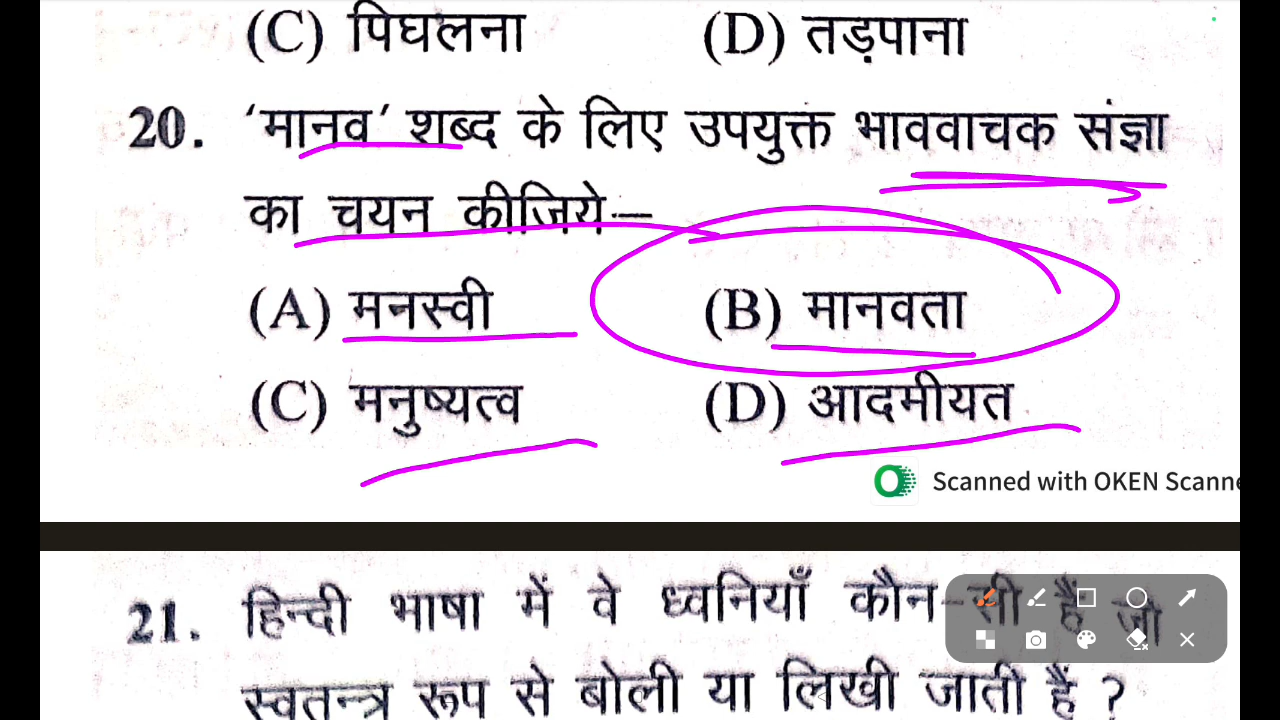 (C) पिघलना (D) तड़पाना
20. 'मानव' शब्द के लिए उपयुक्त भाववाचक संज्ञा
का चयन कीजिये—
(A) मनस्वी (B) मानवता
(C) मनुष्यत्व (D) आदमीयत
Scanned with OKEN Scanne
21. हिन्दी भाषा में वे ध्वनियाँ कौन-सी हैं जो
स्वतन्त्र रूप से बोली या लिखी जाती हैं ?